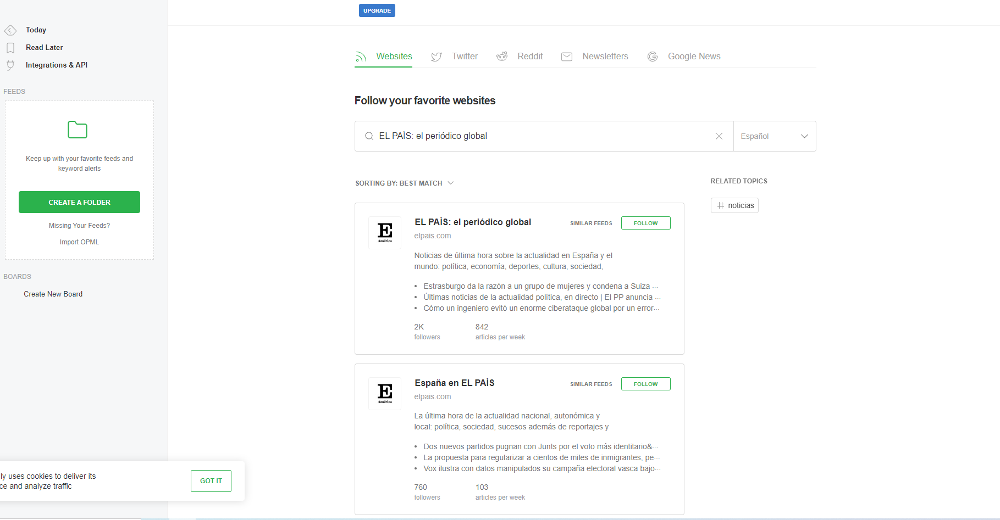 UPGRADE
Today
Read Later
Integrations & API
FEEDS
Keep up with your favorite feeds and
keyword alerts
CREATE A FOLDER
Missing Your Feeds?
Import OPML
BOARDS
Create New Board
ly uses cookies to deliver its
ce and analyze traffic
GOT IT
Websites
Twitter
Reddit
Newsletters
Google News
Follow your favorite websites
EL PAÍS: el periódico global
Español
SORTING BY: BEST MATCH
RELATED TOPICS
noticias
E
América
EL PAÍS: el periódico global
SIMILAR FEEDS
FOLLOW
elpais.com
Noticias de última hora sobre la actualidad en España y el
mundo: política, economía, deportes, cultura, sociedad,
• Estrasburgo da la razón a un grupo de mujeres y condena a Suiza ...
• Últimas noticias de la actualidad política, en directo | El PP anuncia ...
• Cómo un ingeniero evitó un enorme ciberataque global por un error...
2K
followers
842
articles per week
E
América
España en EL PAÍS
SIMILAR FEEDS
FOLLOW
elpais.com
La última hora de la actualidad nacional, autonómica y
local: política, sociedad, sucesos además de reportajes y
• Dos nuevos partidos pugnan con Junts por el voto más identitario&...
• La propuesta para regularizar a cientos de miles de inmigrantes, pe...
• Vox ilustra con datos manipulados su campaña electoral vasca bajo...
760
followers
103
articles per week